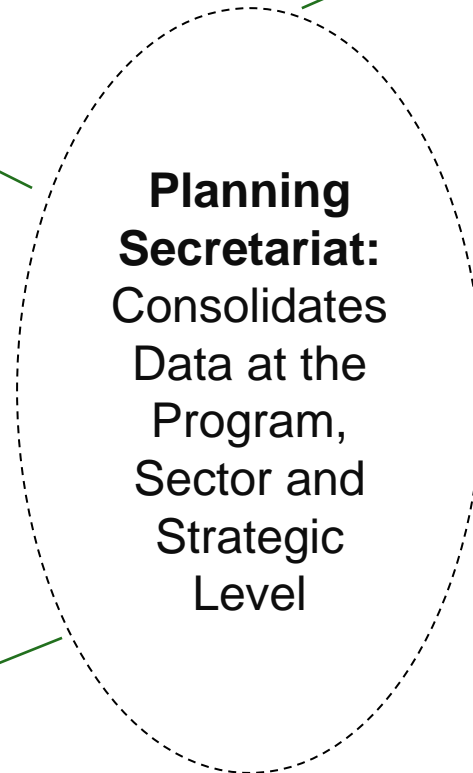 Planning
Secretariat:
Consolidates
Data at the
Program,
Sector and
Strategic
Level